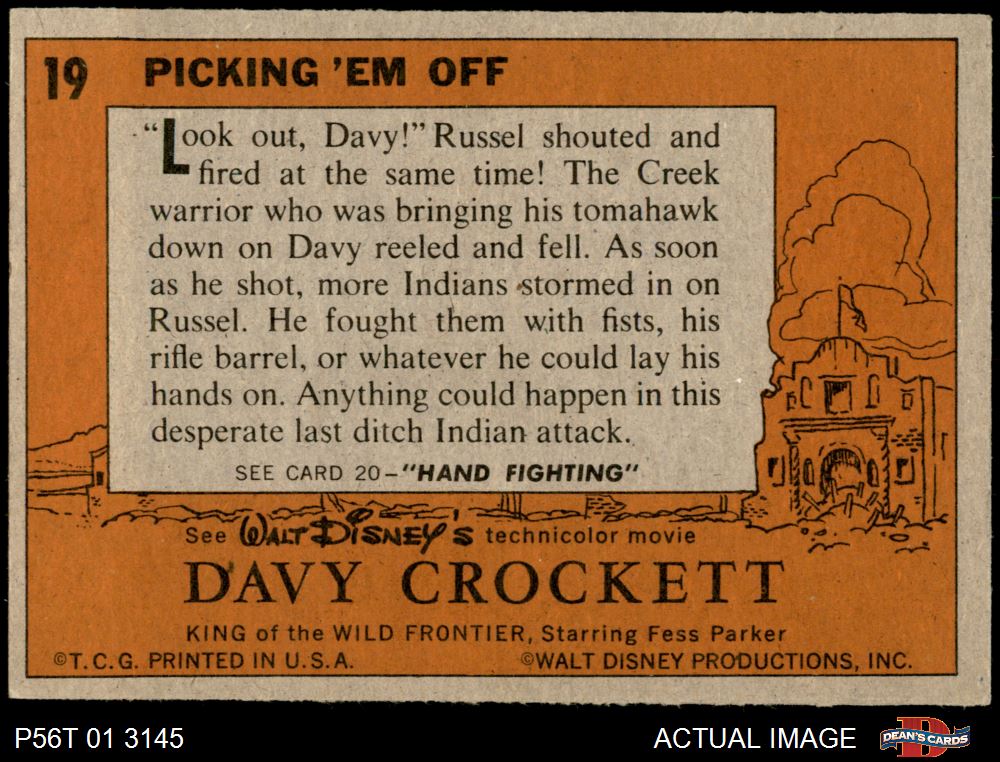 19 PICKING 'EM OFF
“Look out, Davy!” Russel shouted and
fired at the same time! The Creek
warrior who was bringing his tomahawk
down on Davy reeled and fell. As soon
as he shot, more Indians stormed in on
Russel. He fought them with fists, his
rifle barrel, or whatever he could lay his
hands on. Anything could happen in this
desperate last ditch Indian attack.
SEE CARD 20–"HAND FIGHTING"
See WALT DISNEY'S technicolor movie
DAVY CROCKETT
KING of the WILD FRONTIER, Starring Fess Parker
©T.C.G. PRINTED IN U.S.A. ©WALT DISNEY PRODUCTIONS, INC.
P56T 01 3145 ACTUAL IMAGE D DEAN'S CARDS